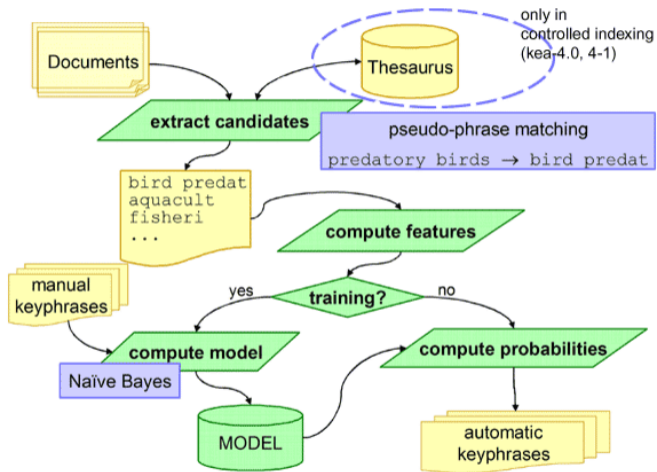 only in
controlled indexing
(kea-4.0, 4-1)
Documents
Thesaurus
extract candidates
pseudo-phrase matching
predatory birds → bird predat
bird predat
aquacult
fisheri
...
compute features
manual
keyphrases
yes
training?
no
compute model
compute probabilities
Naïve Bayes
MODEL
automatic
keyphrases